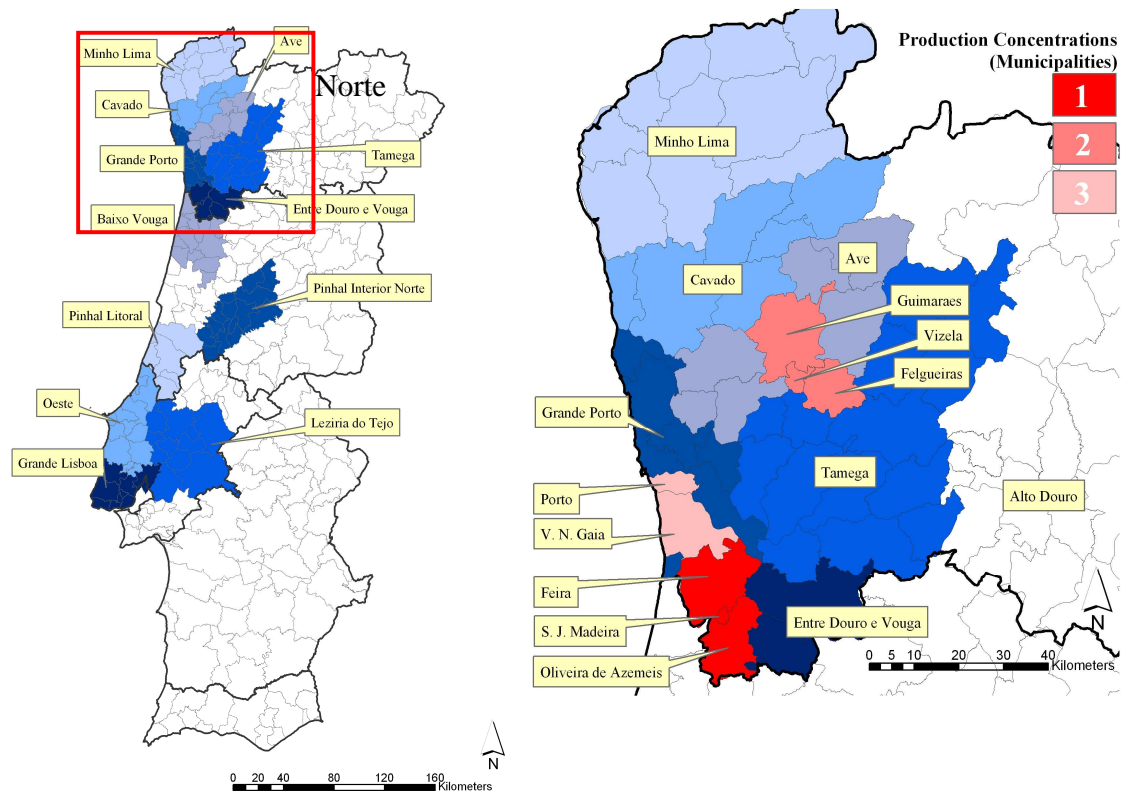 Minho Lima
Ave
Norte
Cavado
Grande Porto
Tamega
Entre Douro e Vouga
Baixo Vouga
Pinhal Interior Norte
Pinhal Litoral
Oeste
Leziria do Tejo
Grande Lisboa
N
0 20 40 80 120 160
Kilometers
Production Concentrations
(Municipalities)
1
2
3
Minho Lima
Ave
Cavado
Guimaraes
Vizela
Felgueiras
Grande Porto
Tamega
Porto
Alto Douro
V. N. Gaia
Feira
S. J. Madeira
Entre Douro e Vouga
Oliveira de Azemeis
N
0 5 10 20 30 40
Kilometers